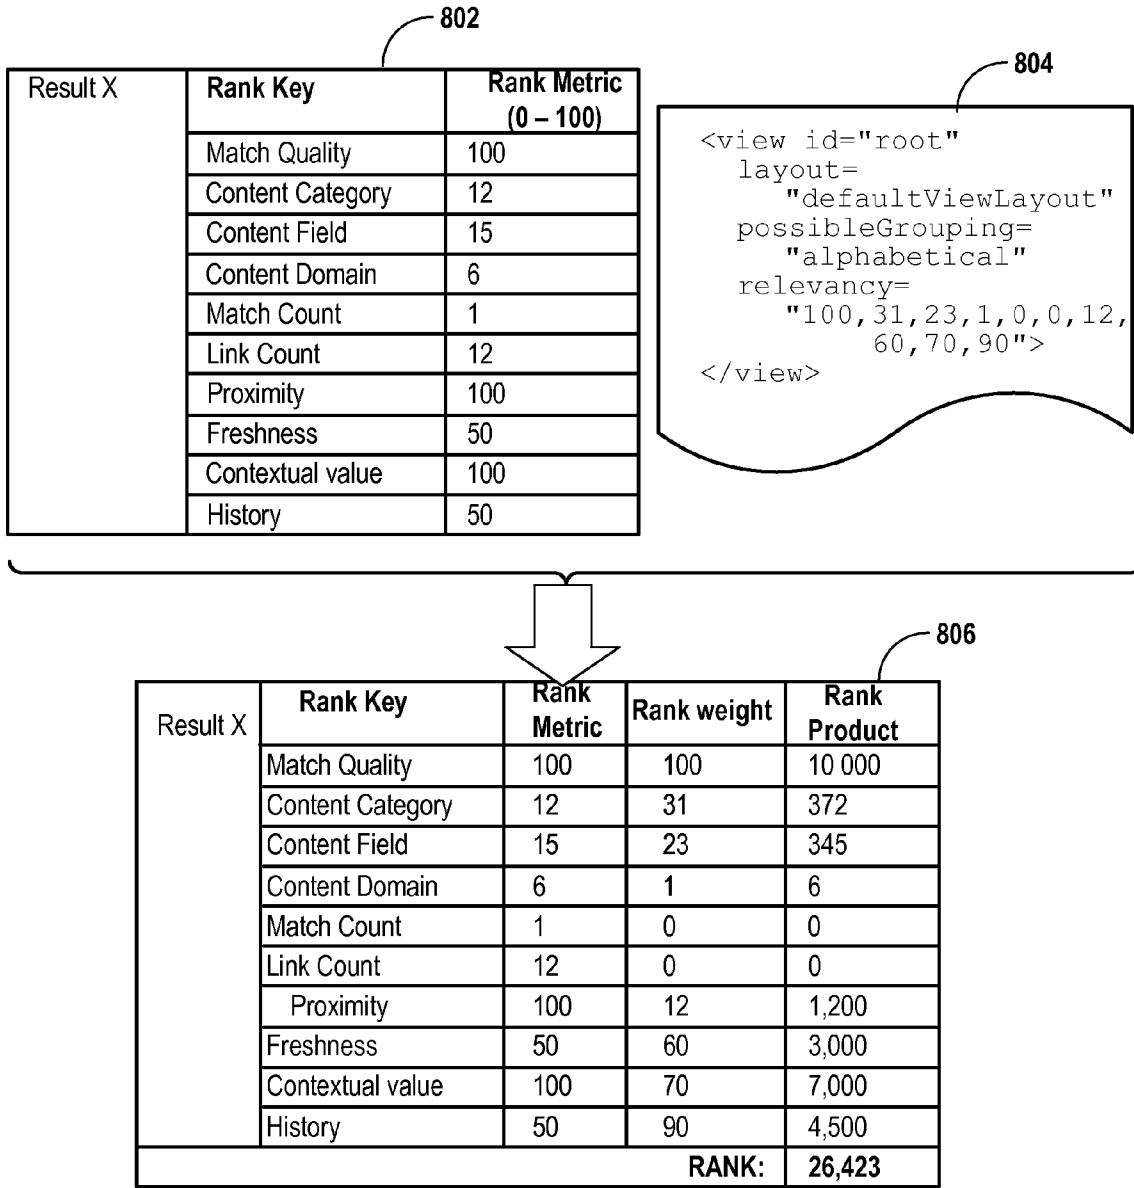 802
Result X Rank Key Rank Metric
(0 – 100)
Match Quality 100
Content Category 12
Content Field 15
Content Domain 6
Match Count 1
Link Count 12
Proximity 100
Freshness 50
Contextual value 100
History 50
804
<view id="root"
layout=
"defaultViewLayout"
possibleGrouping=
"alphabetical"
relevancy=
"100,31,23,1,0,0,12,
60,70,90">
</view>
806
Result X Rank Key Rank Metric Rank weight Rank Product
Match Quality 100 100 10 000
Content Category 12 31 372
Content Field 15 23 345
Content Domain 6 1 6
Match Count 1 0 0
Link Count 12 0 0
Proximity 100 12 1,200
Freshness 50 60 3,000
Contextual value 100 70 7,000
History 50 90 4,500
RANK: 26,423